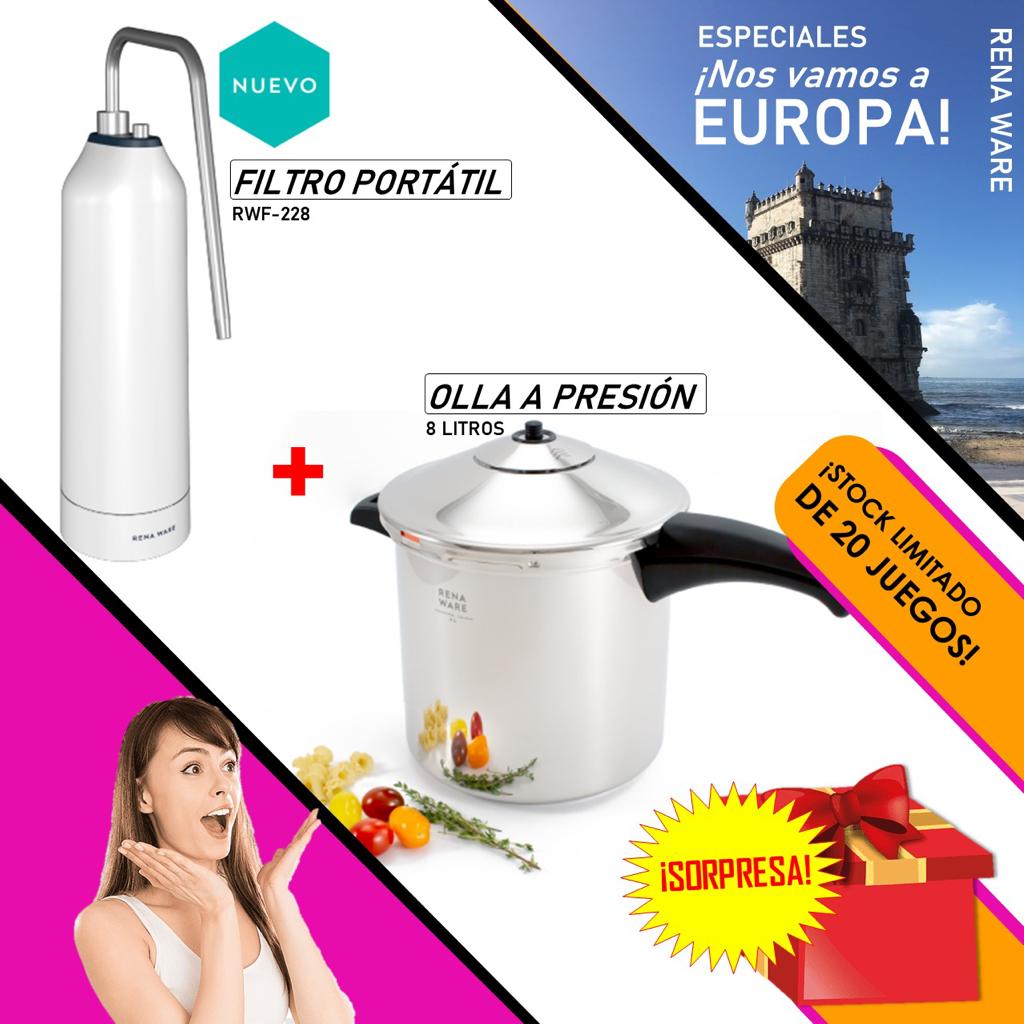 NUEVO
FILTRO PORTÁTIL
RWF-228
ESPECIALES
¡Nos vamos a
EUROPA!
RENA WARE
OLLA A PRESIÓN
8 LITROS
¡STOCK LIMITADO
DE 20 JUEGOS!
RENA WARE
RENA
WARE
¡SORPRESA!